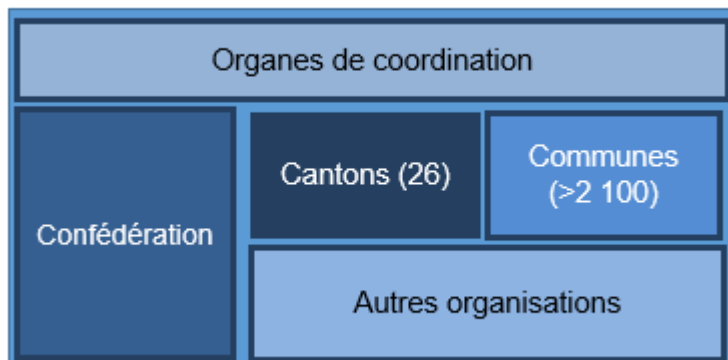 Organes de coordination
Confédération
Cantons (26)
Communes
(>2 100)
Autres organisations